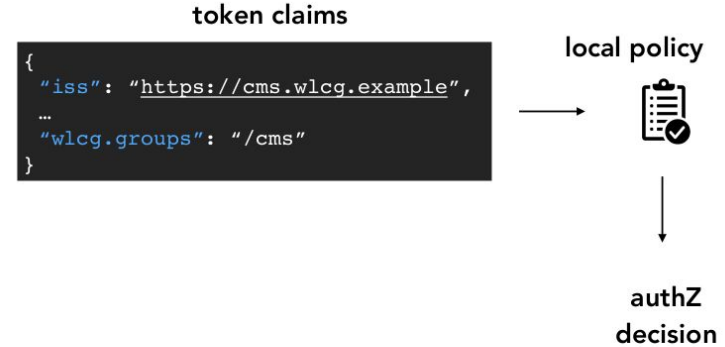 token claims
{
“iss”: “https://cms.wlcg.example”,
…
“wlcg.groups”: “/cms”
}
local policy
authZ
decision